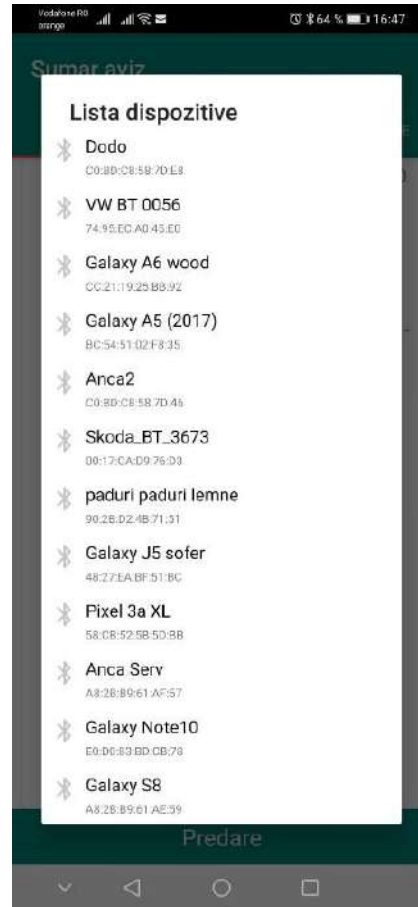 Vodafone RO
orange
64 % 16:47
Sumar aviz
Lista dispozitive
Dodo
C0:BD:C8:58:7D:E8
VW BT 0056
74:95:EC:A0:45:E0
Galaxy A6 wood
CC:21:19:25:BB:92
Galaxy A5 (2017)
BC:54:51:02:F8:35
Anca2
C0:BD:C8:58:7D:46
Skoda_BT_3673
00:17:CA:D9:76:D3
paduri paduri lemne
90:2B:D2:4B:71:51
Galaxy J5 sofer
48:27:EA:BF:51:BC
Pixel 3a XL
58:CB:52:5B:5D:BB
Anca Serv
A8:2B:B9:61:AF:57
Galaxy Note10
E0:D0:83:BD:CB:78
Galaxy S8
A8:2B:B9:61:AE:59
Predare